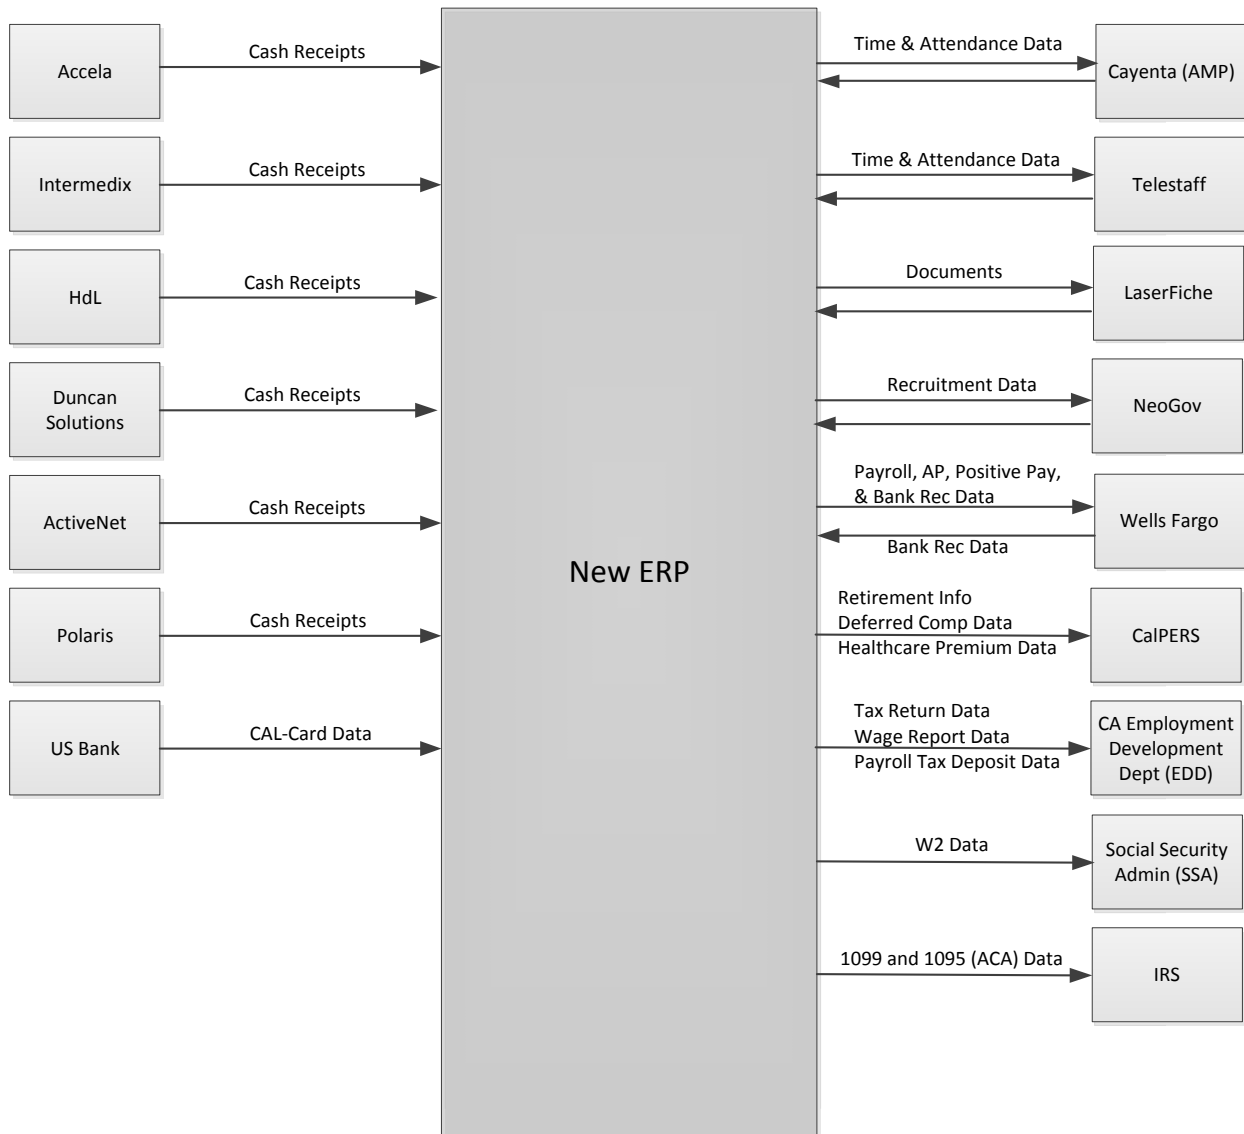 Accela
Cash Receipts
Intermedix
Cash Receipts
HdL
Cash Receipts
Duncan
Solutions
Cash Receipts
ActiveNet
Cash Receipts
Polaris
Cash Receipts
US Bank
CAL-Card Data
New ERP
Time & Attendance Data
Cayenta (AMP)
Time & Attendance Data
Telestaff
Documents
LaserFiche
Recruitment Data
NeoGov
Payroll, AP, Positive Pay,
& Bank Rec Data
Bank Rec Data
Wells Fargo
Retirement Info
Deferred Comp Data
Healthcare Premium Data
CalPERS
Tax Return Data
Wage Report Data
Payroll Tax Deposit Data
CA Employment
Development
Dept (EDD)
W2 Data
Social Security
Admin (SSA)
1099 and 1095 (ACA) Data
IRS